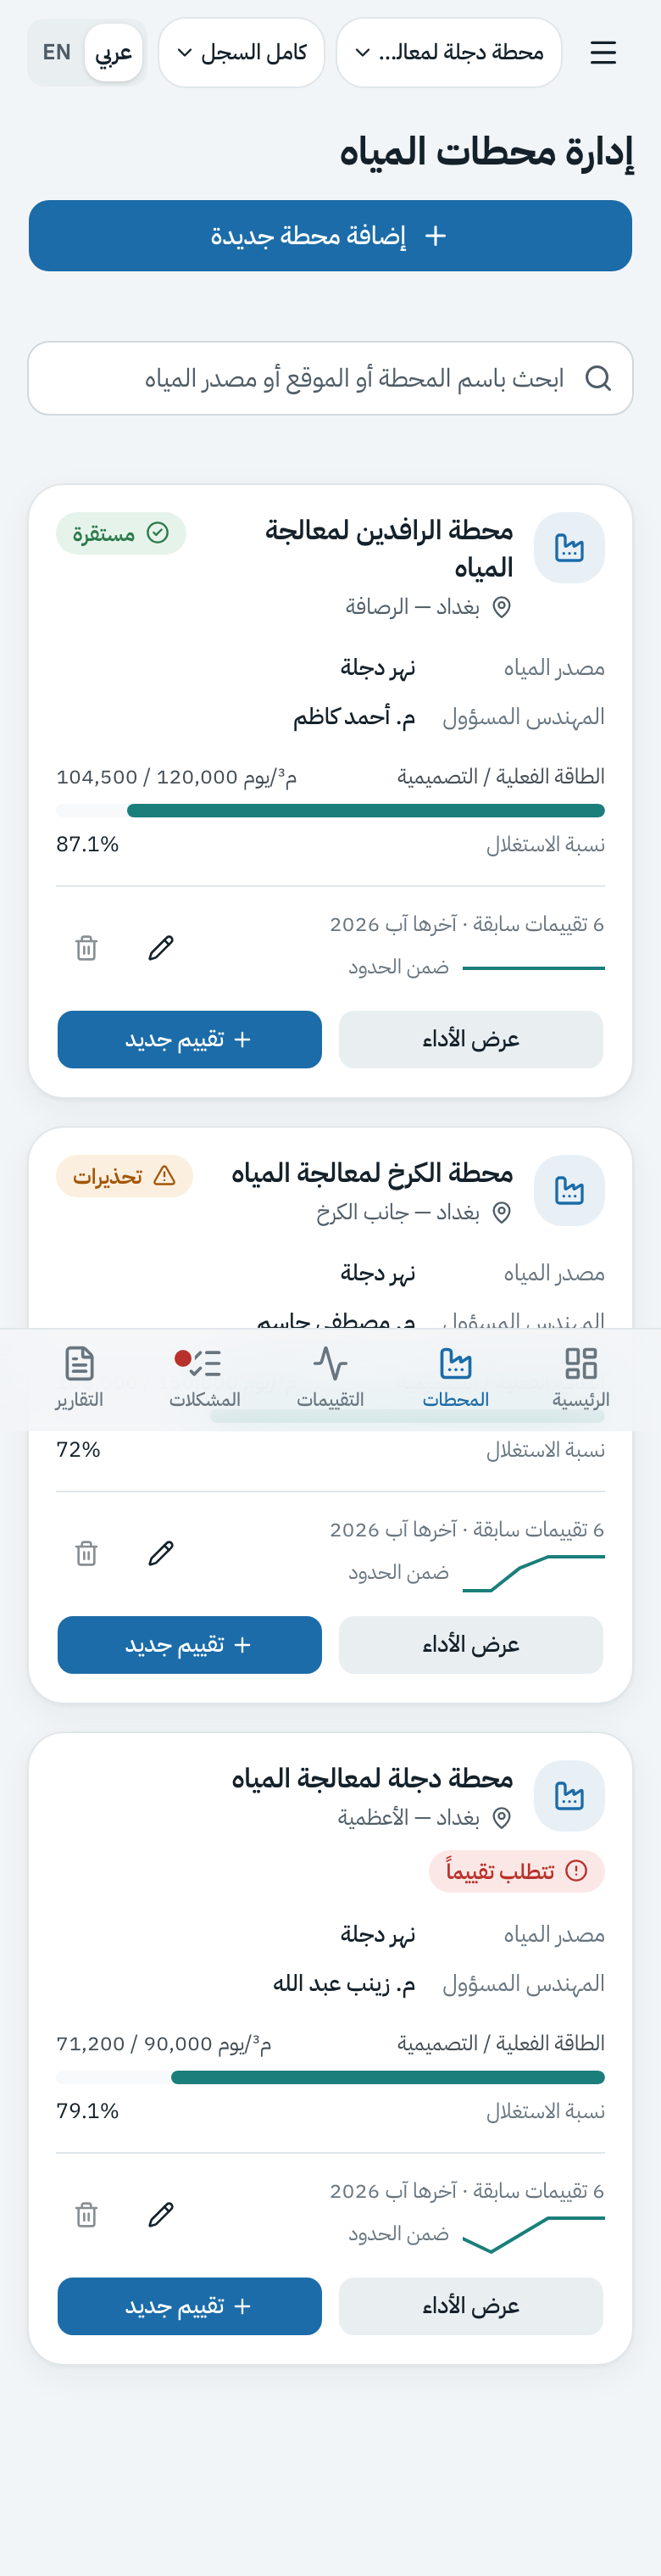 محطة دجلة لمعالـ...
كامل السجل
عربي
EN
إدارة محطات المياه
إضافة محطة جديدة
ابحث باسم المحطة أو الموقع أو مصدر المياه
محطة الرافدين لمعالجة
المياه
مستقرة
بغداد — الرصافة
مصدر المياه نهر دجلة
المهندس المسؤول م. أحمد كاظم
الطاقة الفعلية / التصميمية 104,500 / 120,000 م³/يوم
نسبة الاستغلال 87.1%
6 تقييمات سابقة · آخرها آب 2026
ضمن الحدود
عرض الأداء
تقييم جديد
محطة الكرخ لمعالجة المياه
تحذيرات
بغداد — جانب الكرخ
مصدر المياه نهر دجلة
المهندس المسؤول م. مصطفى جاسم
الرئيسية
المحطات
التقييمات
المشكلات
التقارير
نسبة الاستغلال 72%
6 تقييمات سابقة · آخرها آب 2026
ضمن الحدود
عرض الأداء
تقييم جديد
محطة دجلة لمعالجة المياه
بغداد — الأعظمية
تتطلب تقييماً
مصدر المياه نهر دجلة
المهندس المسؤول م. زينب عبد الله
الطاقة الفعلية / التصميمية 71,200 / 90,000 م³/يوم
نسبة الاستغلال 79.1%
6 تقييمات سابقة · آخرها آب 2026
ضمن الحدود
عرض الأداء
تقييم جديد